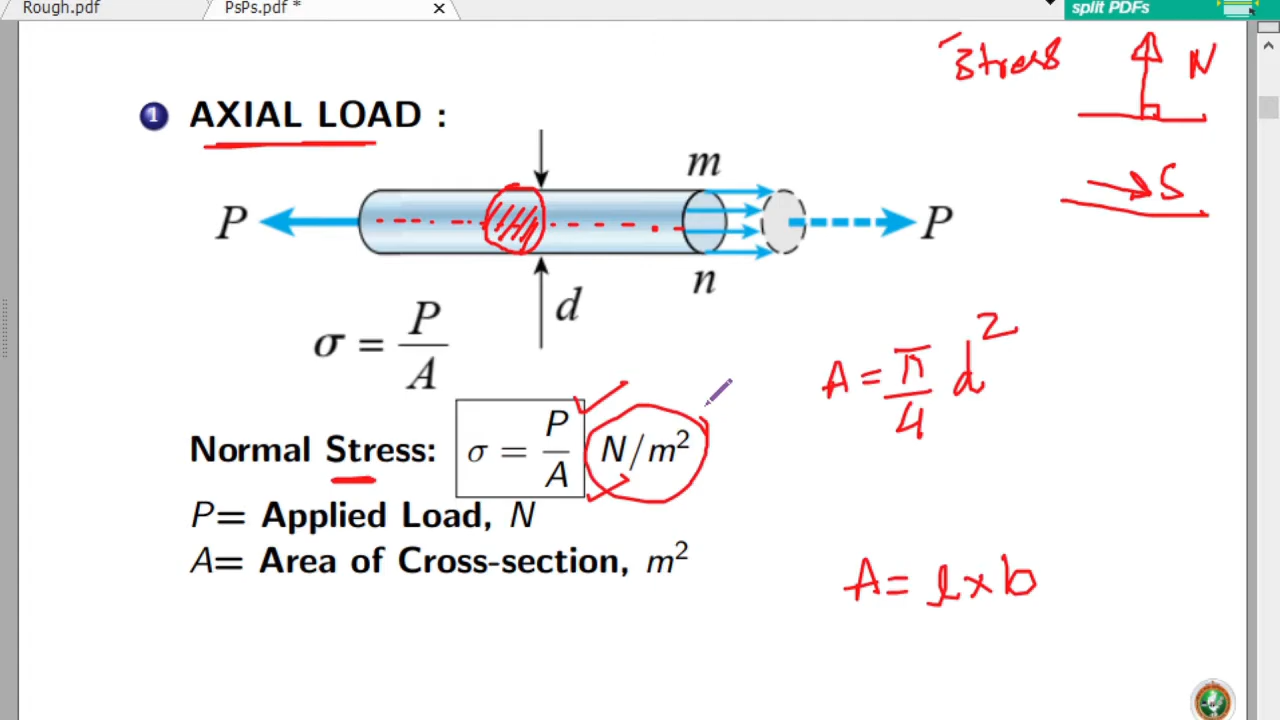 Rough.pdf
PsPs.pdf *
split PDFs
Stress
N
1 AXIAL LOAD :
m
S
P
P
n
d
σ = P/A
A = π/4 d²
Normal Stress: σ = P/A N/m²
P= Applied Load, N
A= Area of Cross-section, m²
A = l × b